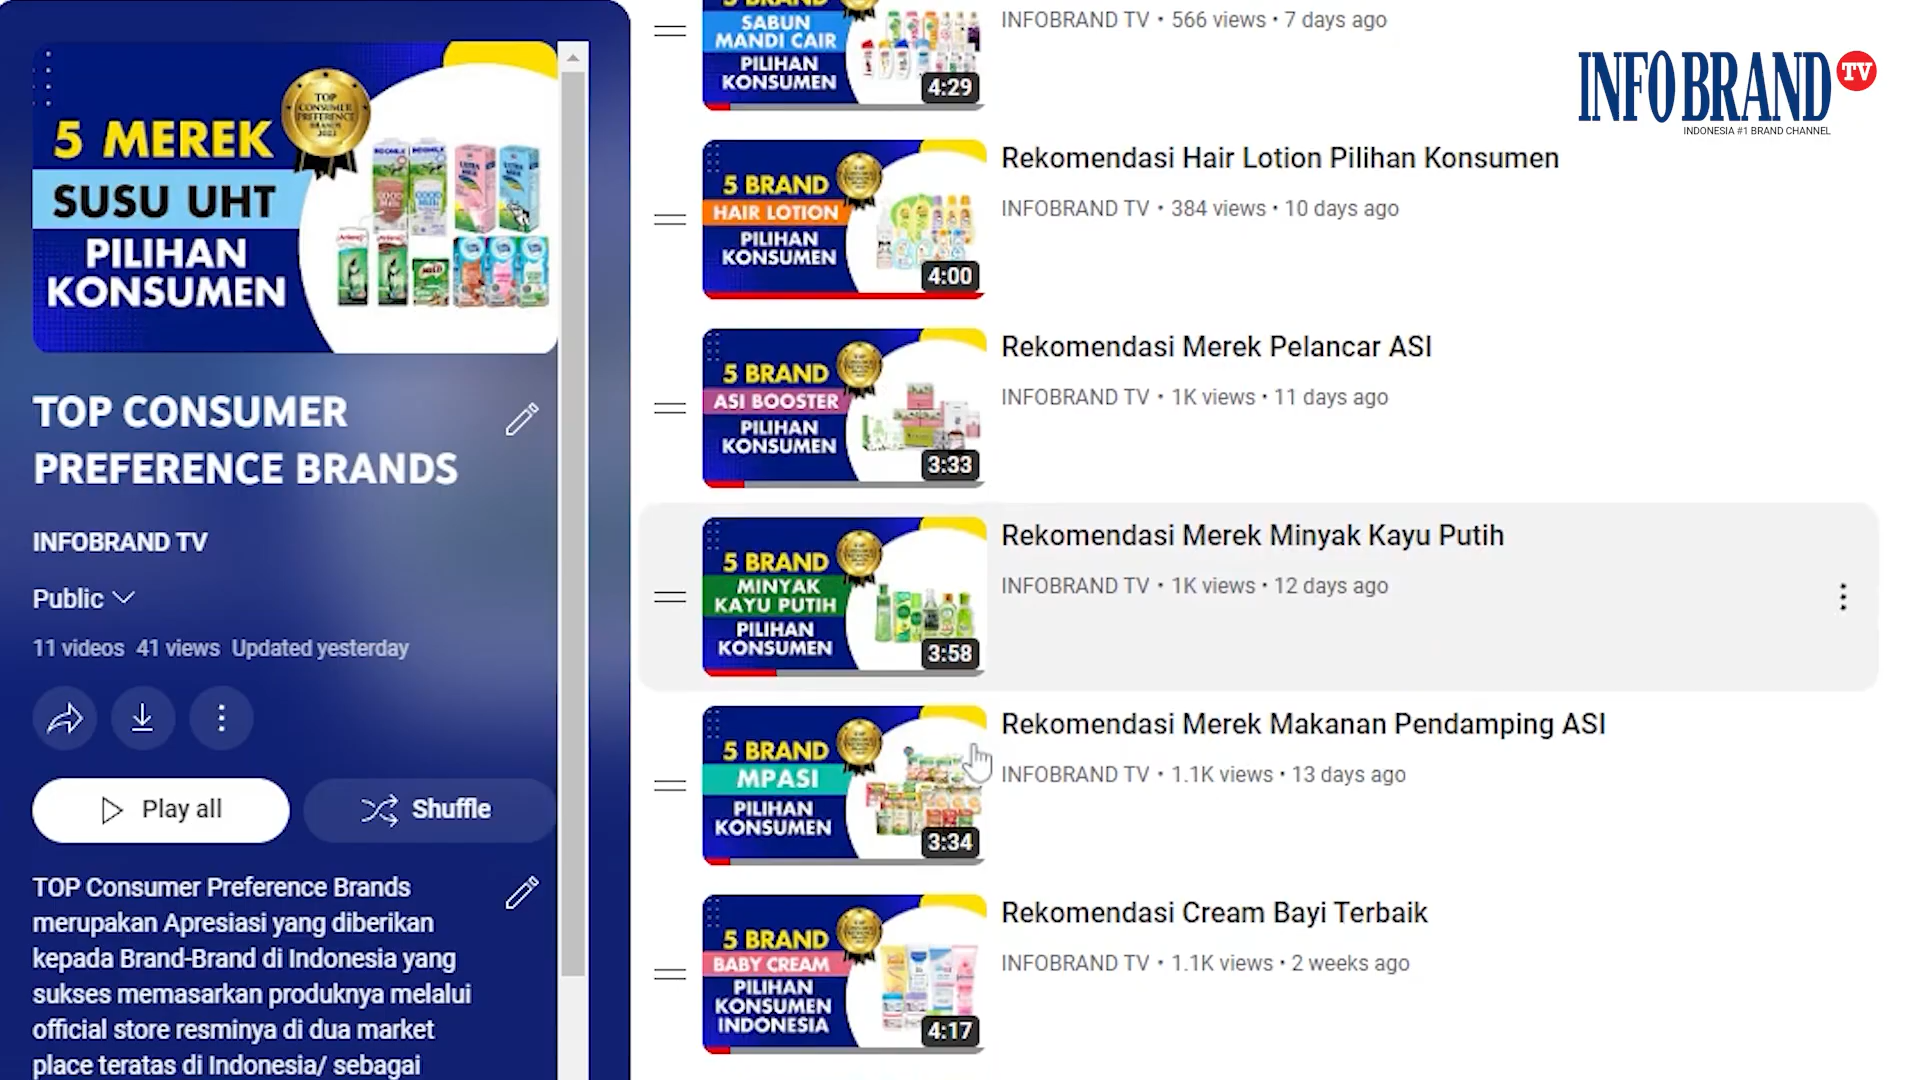 5 MEREK
SUSU UHT
PILIHAN
KONSUMEN
TOP
CONSUMER
PREFERENCE
BRANDS
TOP CONSUMER
PREFERENCE BRANDS
INFOBRAND TV
Public
11 videos 41 views Updated yesterday
Play all
Shuffle
TOP Consumer Preference Brands
merupakan Apresiasi yang diberikan
kepada Brand-Brand di Indonesia yang
sukses memasarkan produknya melalui
official store resminya di dua market
place teratas di Indonesia/ sebagai
5 BRAND
SABUN
MANDI CAIR
PILIHAN
KONSUMEN
4:29
INFOBRAND TV • 566 views • 7 days ago
5 BRAND
HAIR LOTION
PILIHAN
KONSUMEN
4:00
Rekomendasi Hair Lotion Pilihan Konsumen
INFOBRAND TV • 384 views • 10 days ago
5 BRAND
ASI BOOSTER
PILIHAN
KONSUMEN
3:33
Rekomendasi Merek Pelancar ASI
INFOBRAND TV • 1K views • 11 days ago
5 BRAND
MINYAK
KAYU PUTIH
PILIHAN
KONSUMEN
3:58
Rekomendasi Merek Minyak Kayu Putih
INFOBRAND TV • 1K views • 12 days ago
5 BRAND
MPASI
PILIHAN
KONSUMEN
3:34
Rekomendasi Merek Makanan Pendamping ASI
INFOBRAND TV • 1.1K views • 13 days ago
5 BRAND
BABY CREAM
PILIHAN
KONSUMEN
INDONESIA
4:17
Rekomendasi Cream Bayi Terbaik
INFOBRAND TV • 1.1K views • 2 weeks ago
INFOBRAND TV
INDONESIA #1 BRAND CHANNEL